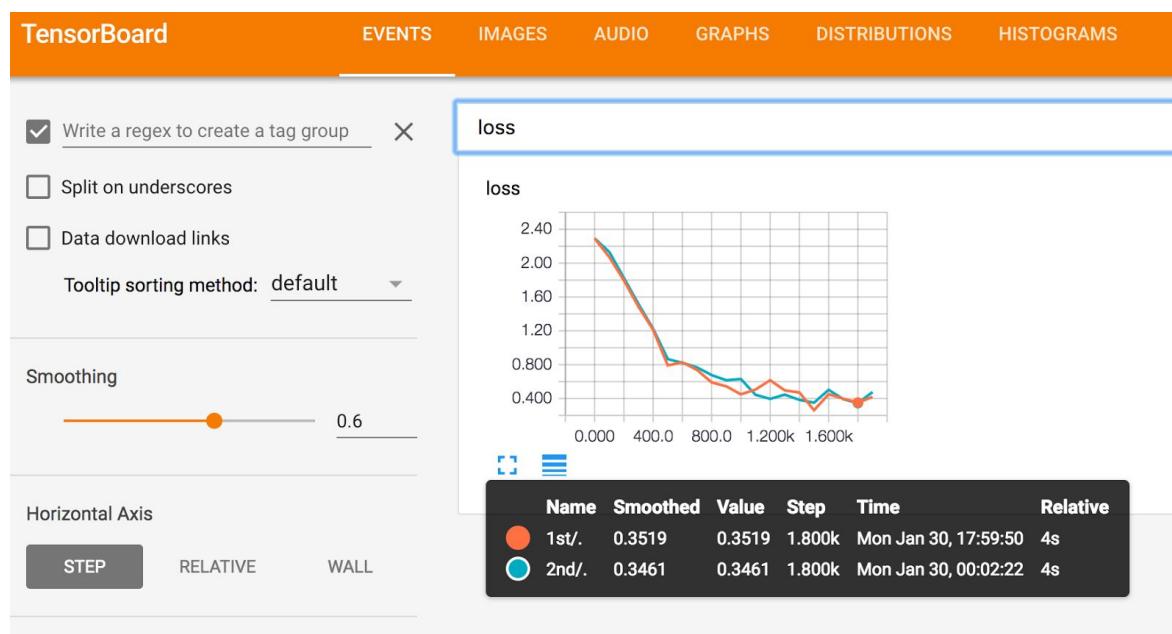 TensorBoard EVENTS IMAGES AUDIO GRAPHS DISTRIBUTIONS HISTOGRAMS
Write a regex to create a tag group
Split on underscores
Data download links
Tooltip sorting method: default
Smoothing
0.6
Horizontal Axis
STEP RELATIVE WALL
loss
loss
2.40
2.00
1.60
1.20
0.800
0.400
0.000 400.0 800.0 1.200k 1.600k
Name Smoothed Value Step Time Relative
1st/. 0.3519 0.3519 1.800k Mon Jan 30, 17:59:50 4s
2nd/. 0.3461 0.3461 1.800k Mon Jan 30, 00:02:22 4s